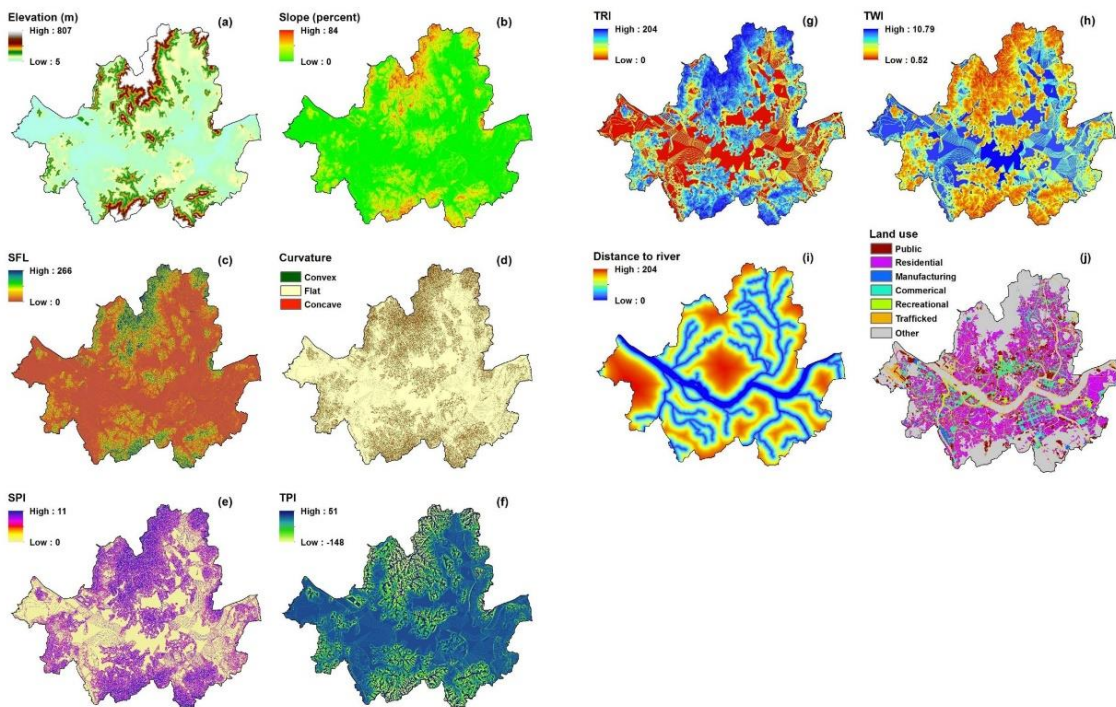 Elevation (m)
(a)
High : 807
Low : 5
Slope (percent)
(b)
High : 84
Low : 0
TRI
(g)
High : 204
Low : 0
TWI
(h)
High : 10.79
Low : 0.52
SFL
(c)
High : 266
Low : 0
Curvature
(d)
Convex
Flat
Concave
Distance to river
(i)
High : 204
Low : 0
Land use
(j)
Public
Residential
Manufacturing
Commerical
Recreational
Trafficked
Other
SPI
(e)
High : 11
Low : 0
TPI
(f)
High : 51
Low : -148